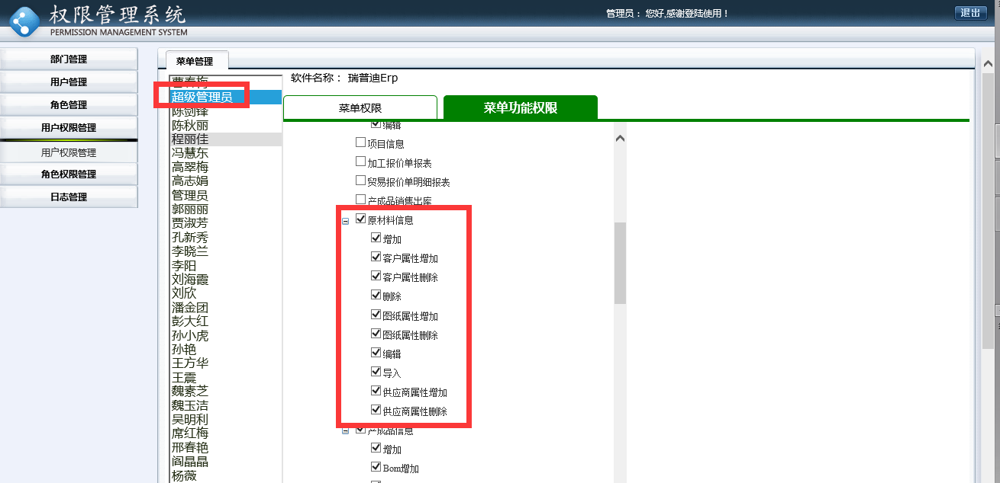 权限管理系统
PERMISSION MANAGEMENT SYSTEM
管理员： 您好,感谢登陆使用！
退出
部门管理
用户管理
角色管理
用户权限管理
用户权限管理
角色权限管理
日志管理
菜单管理
超级管理员
陈剑锋
陈秋丽
程丽佳
冯慧东
高翠梅
高志娟
管理员
郭丽丽
贾淑芳
孔新秀
李晓兰
李阳
刘海霞
刘欣
潘金团
彭大红
孙小虎
孙艳
王方华
王震
魏素芝
魏玉洁
吴明利
席红梅
邢春艳
阎晶晶
杨薇
软件名称： 瑞普迪Erp
菜单权限
菜单功能权限
编辑
项目信息
加工报价单报表
贸易报价单明细报表
产成品销售出库
原材料信息
增加
客户属性增加
客户属性删除
删除
图纸属性增加
图纸属性删除
编辑
导入
供应商属性增加
供应商属性删除
产成品信息
增加
Bom增加